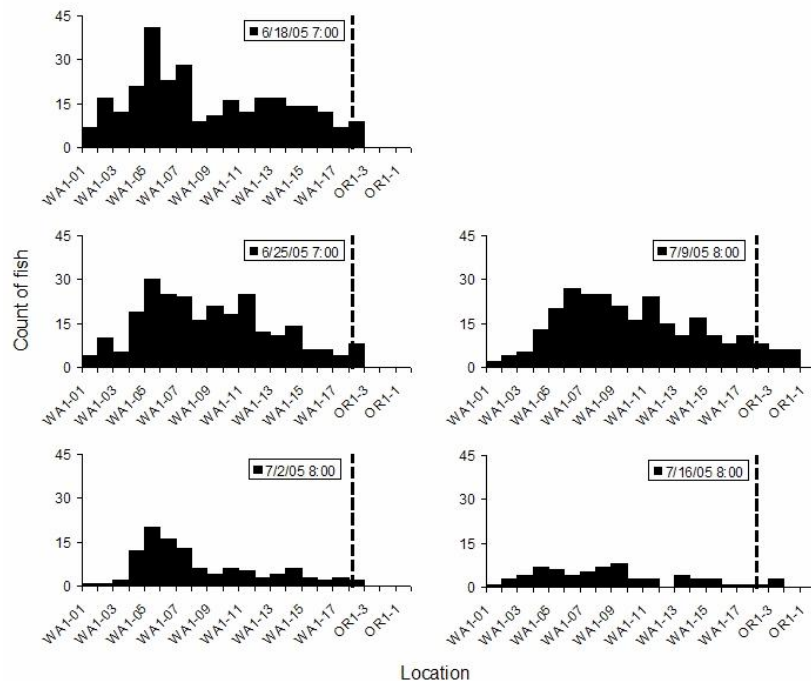 Count of fish
45
30
15
0
6/18/05 7:00
WA1-01
WA1-03
WA1-05
WA1-07
WA1-09
WA1-11
WA1-13
WA1-15
WA1-17
OR1-3
OR1-1
45
30
15
0
6/25/05 7:00
WA1-01
WA1-03
WA1-05
WA1-07
WA1-09
WA1-11
WA1-13
WA1-15
WA1-17
OR1-3
OR1-1
45
30
15
0
7/9/05 8:00
WA1-01
WA1-03
WA1-05
WA1-07
WA1-09
WA1-11
WA1-13
WA1-15
WA1-17
OR1-3
OR1-1
45
30
15
0
7/2/05 8:00
WA1-01
WA1-03
WA1-05
WA1-07
WA1-09
WA1-11
WA1-13
WA1-15
WA1-17
OR1-3
OR1-1
45
30
15
0
7/16/05 8:00
WA1-01
WA1-03
WA1-05
WA1-07
WA1-09
WA1-11
WA1-13
WA1-15
WA1-17
OR1-3
OR1-1
Location